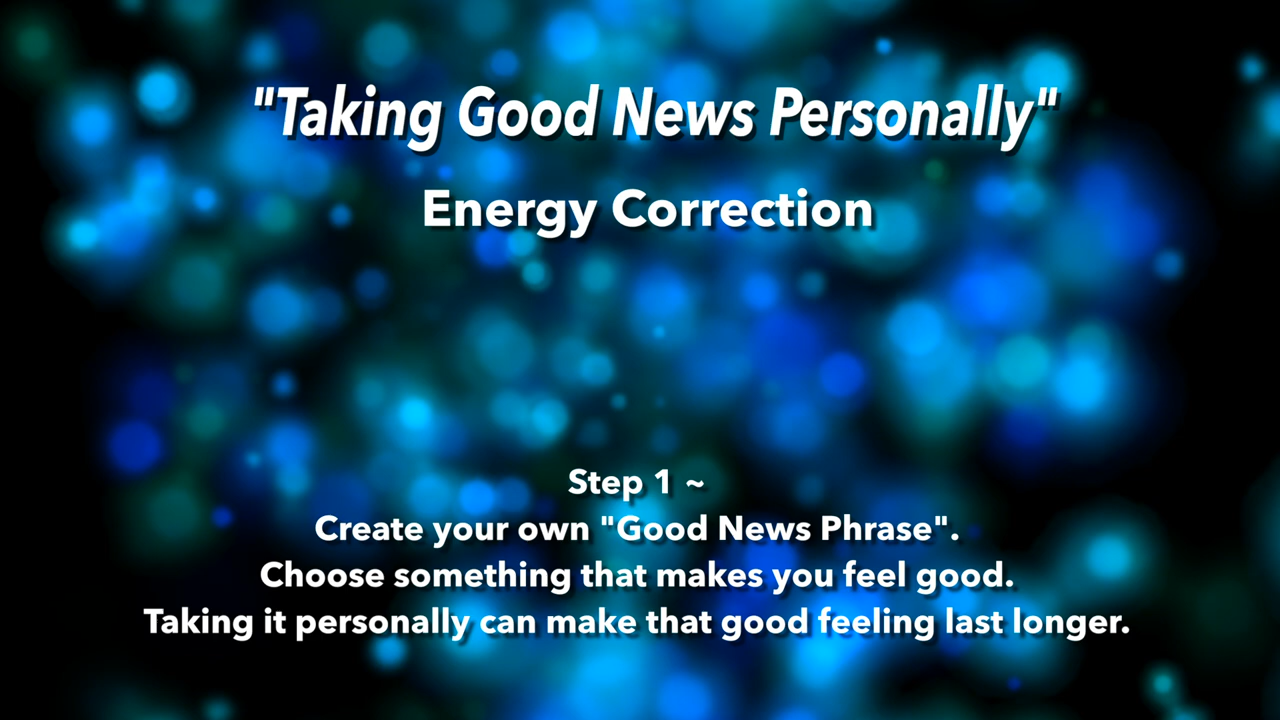 "Taking Good News Personally"
Energy Correction
Step 1 ~
Create your own "Good News Phrase".
Choose something that makes you feel good.
Taking it personally can make that good feeling last longer.